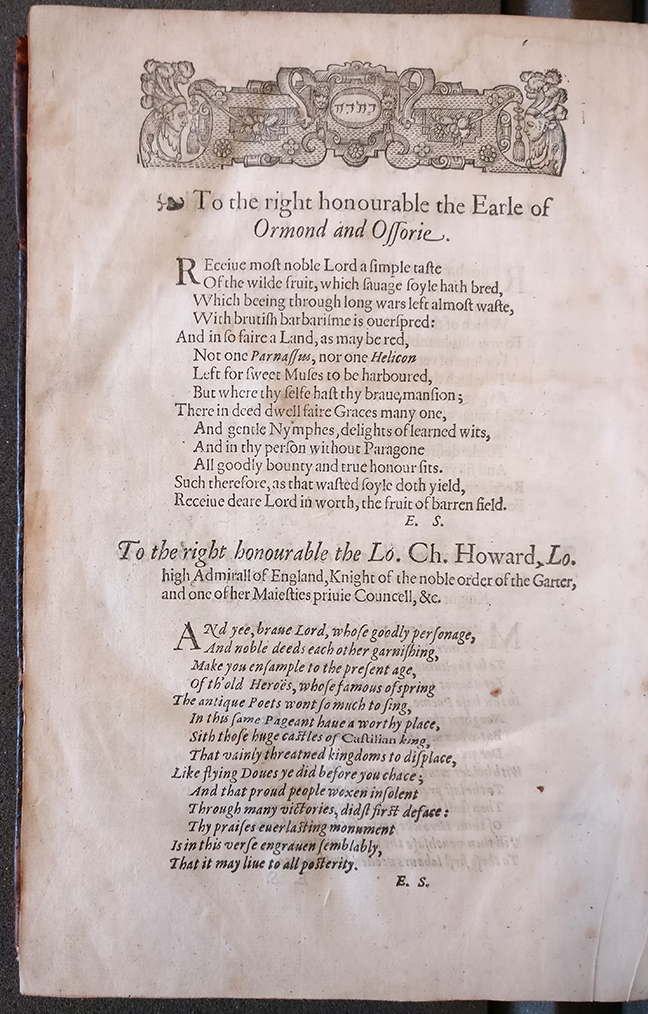 יהוה
To the right honourable the Earle of
Ormond and Oſſorie.
REceiue moſt noble Lord a ſimple taſte
Of the wilde fruit, which ſauage ſoyle hath bred,
Which beeing through long wars left almoſt waſte,
With brutiſh barbariſme is ouerſpred:
And in ſo faire a Land, as may be red,
Not one Parnaſſus, nor one Helicon
Left for ſweet Muſes to be harboured,
But where thy ſelfe haſt thy braue manſion;
There in deed dwell faire Graces many one,
And gentle Nymphes, delights of learned wits,
And in thy perſon without Paragone
All goodly bounty and true honour ſits.
Such therefore, as that waſted ſoyle doth yield,
Receiue deare Lord in worth, the fruit of barren field.
E. S.
To the right honourable the Lo. Ch. Howard, Lo.
high Admirall of England, Knight of the noble order of the Garter,
and one of her Maieſties priuie Councell, &c.
ANd yee, braue Lord, whoſe goodly perſonage,
And noble deeds each other garniſhing,
Make you enſample to the preſent age,
Of th'old Heroës, whoſe famous ofspring
The antique Poets wont ſo much to ſing,
In this ſame Pageant haue a worthy place,
Sith thoſe huge caſtles of Caſtilian king,
That vainly threatned kingdoms to diſplace,
Like flying Doues ye did before you chace;
And that proud people woxen inſolent
Through many victories, didſt firſt deface:
Thy praiſes euerlaſting monument
Is in this verſe engrauen ſemblably,
That it may liue to all poſterity.
E. S.